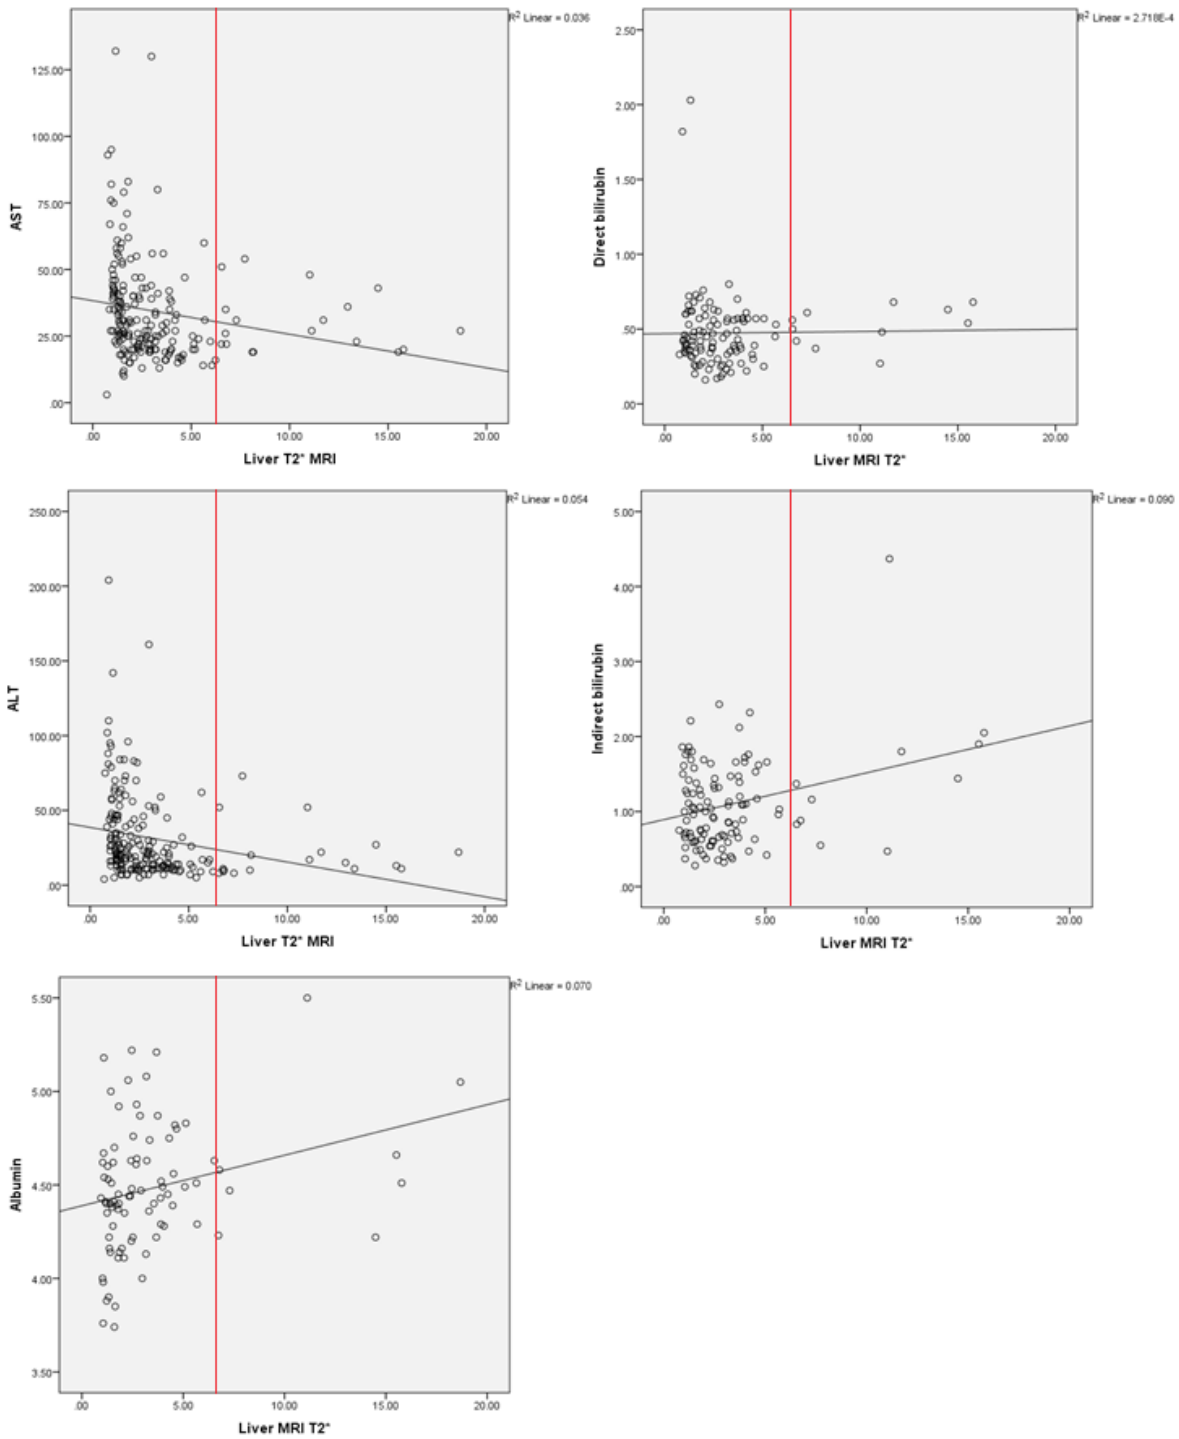 R2 Linear = 0.036
125.00
100.00
75.00
50.00
25.00
.00
AST
.00 5.00 10.00 15.00 20.00
Liver T2* MRI
R2 Linear = 2.718E-4
2.50
2.00
1.50
1.00
.50
.00
Direct bilirubin
.00 5.00 10.00 15.00 20.00
Liver MRI T2*
R2 Linear = 0.054
250.00
200.00
150.00
100.00
50.00
.00
ALT
.00 5.00 10.00 15.00 20.00
Liver T2* MRI
R2 Linear = 0.090
5.00
4.00
3.00
2.00
1.00
.00
Indirect bilirubin
.00 5.00 10.00 15.00 20.00
Liver MRI T2*
R2 Linear = 0.070
5.50
5.00
4.50
4.00
3.50
Albumin
.00 5.00 10.00 15.00 20.00
Liver MRI T2*